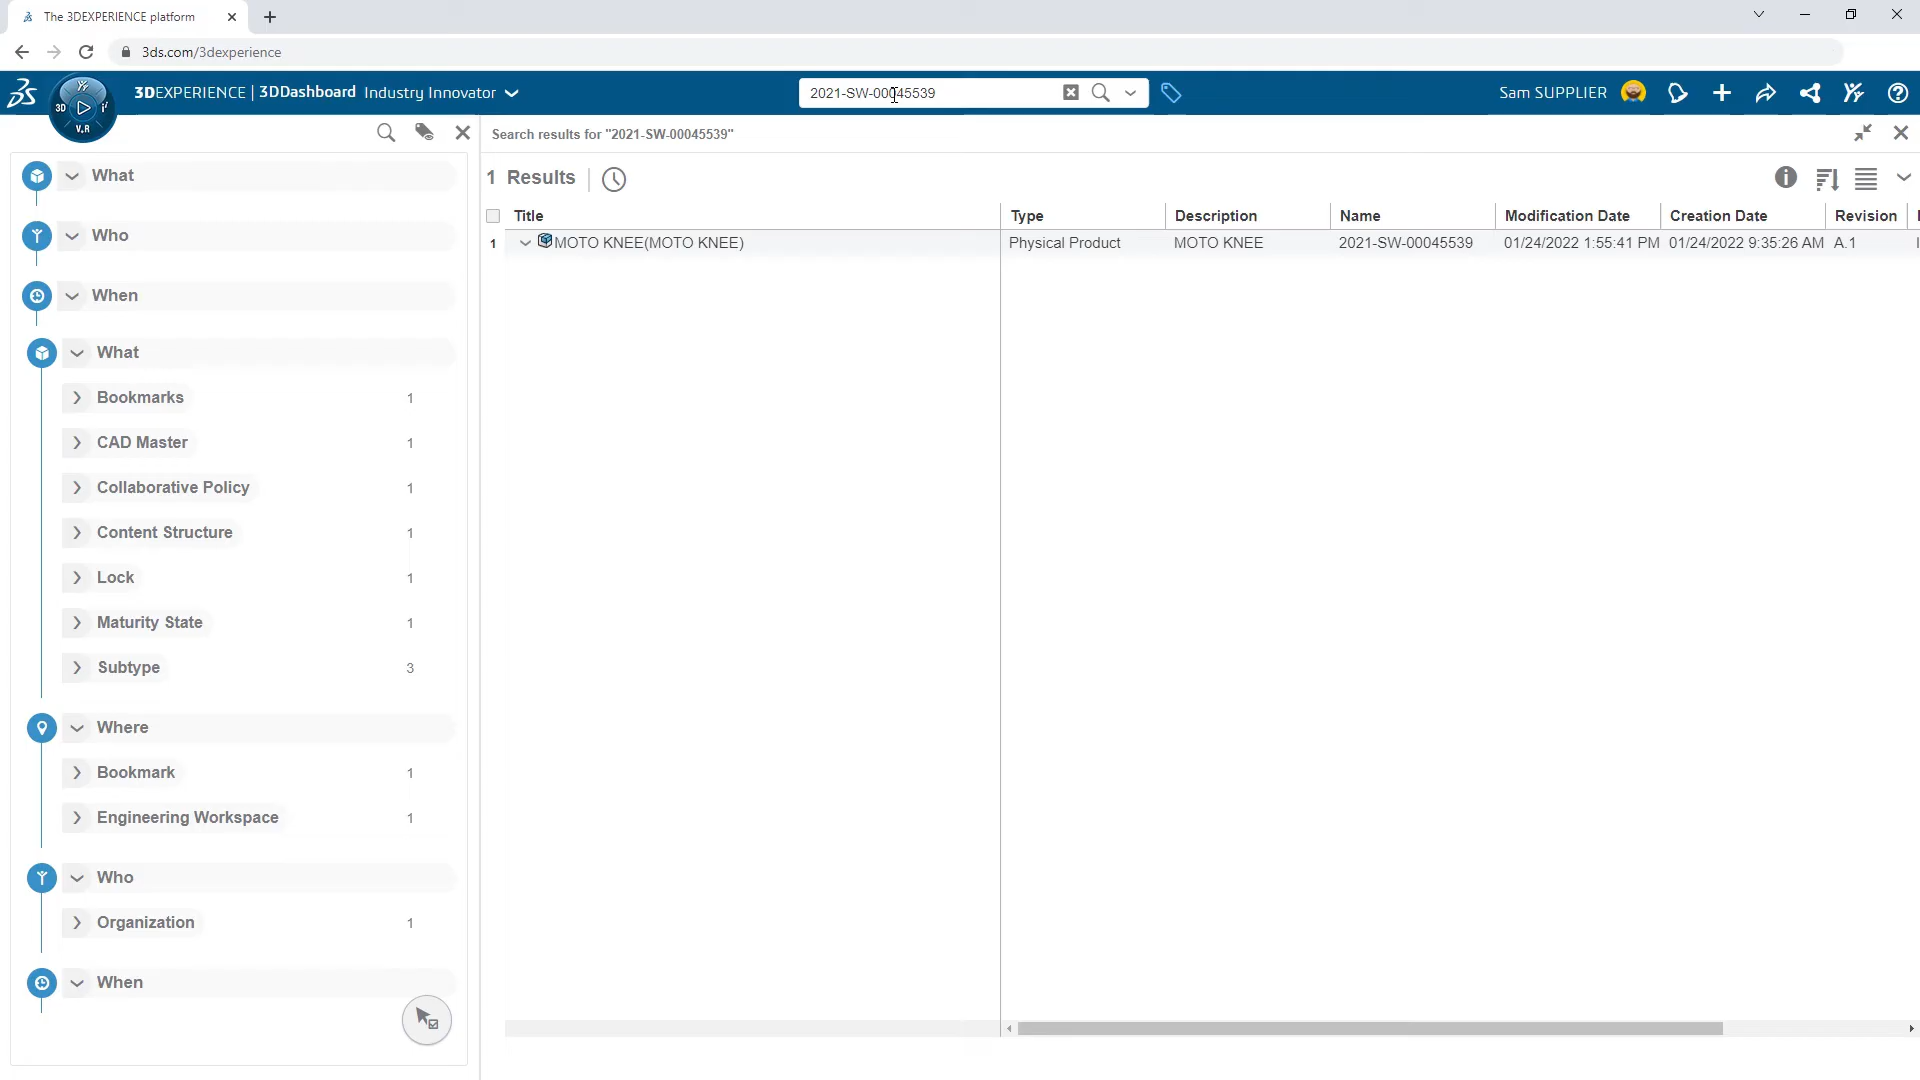 The 3DEXPERIENCE platform
3ds.com/3dexperience
3DEXPERIENCE | 3DDashboard Industry Innovator
2021-SW-00045539
Sam SUPPLIER
3D
V.R
Search results for "2021-SW-00045539"
1 Results
Title Type Description Name Modification Date Creation Date Revision
1 MOTO KNEE(MOTO KNEE) Physical Product MOTO KNEE 2021-SW-00045539 01/24/2022 1:55:41 PM 01/24/2022 9:35:26 AM A.1
What
Who
When
What
Bookmarks 1
CAD Master 1
Collaborative Policy 1
Content Structure 1
Lock 1
Maturity State 1
Subtype 3
Where
Bookmark 1
Engineering Workspace 1
Who
Organization 1
When